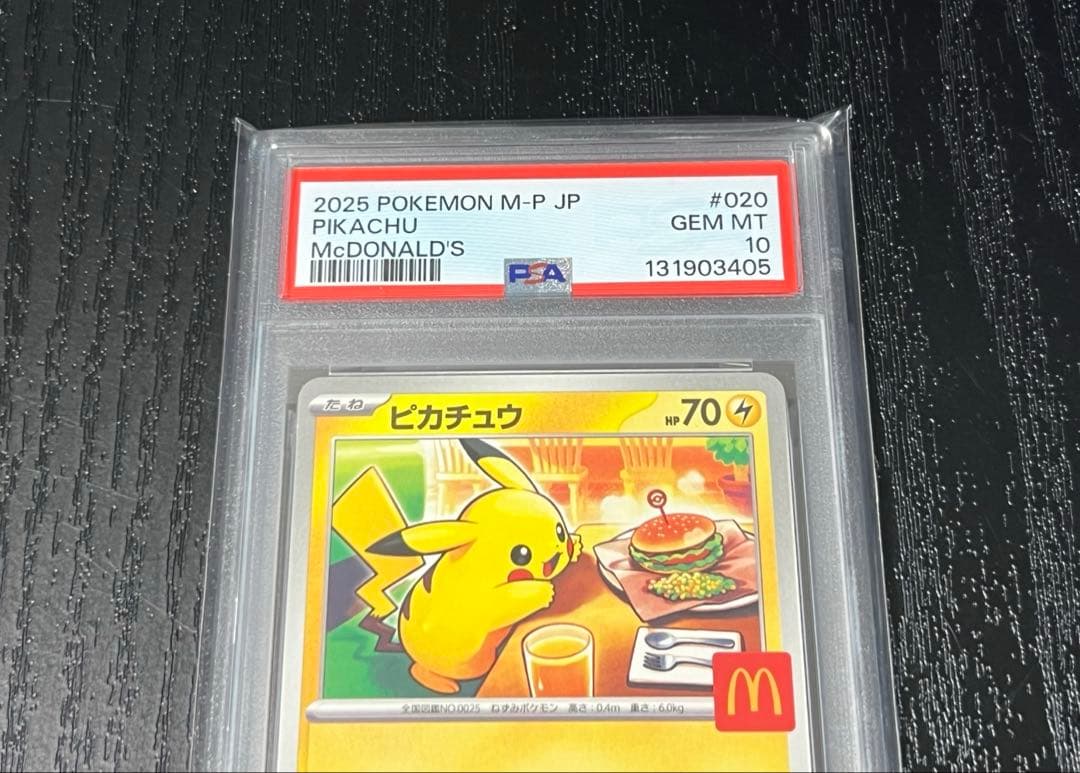 2025 POKEMON M-P JP #020
PIKACHU GEM MT
McDONALD'S 10
PSA 131903405
たね ピカチュウ HP70
全国図鑑NO.0025 ねずみポケモン 高さ:0.4m 重さ:6.0kg
M